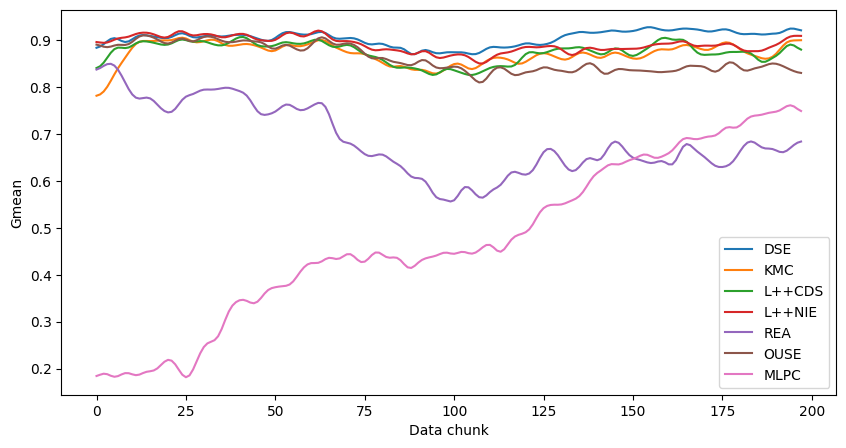 Gmean
0.9
0.8
0.7
0.6
0.5
0.4
0.3
0.2
0
25
50
75
100
125
150
175
200
Data chunk
DSE
KMC
L++CDS
L++NIE
REA
OUSE
MLPC